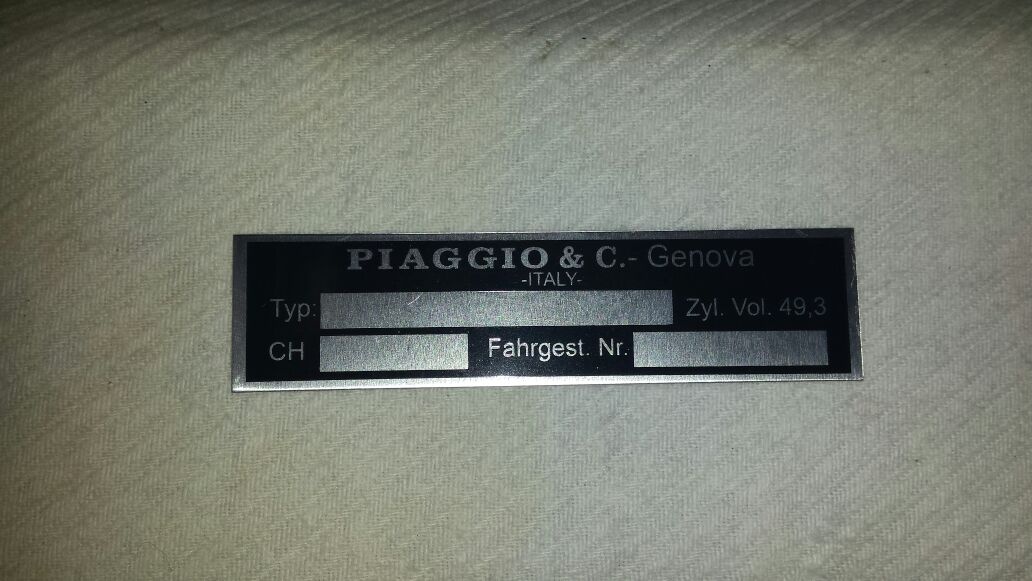 PIAGGIO & C.- Genova
-ITALY-
Typ: Zyl. Vol. 49,3
CH Fahrgest. Nr.